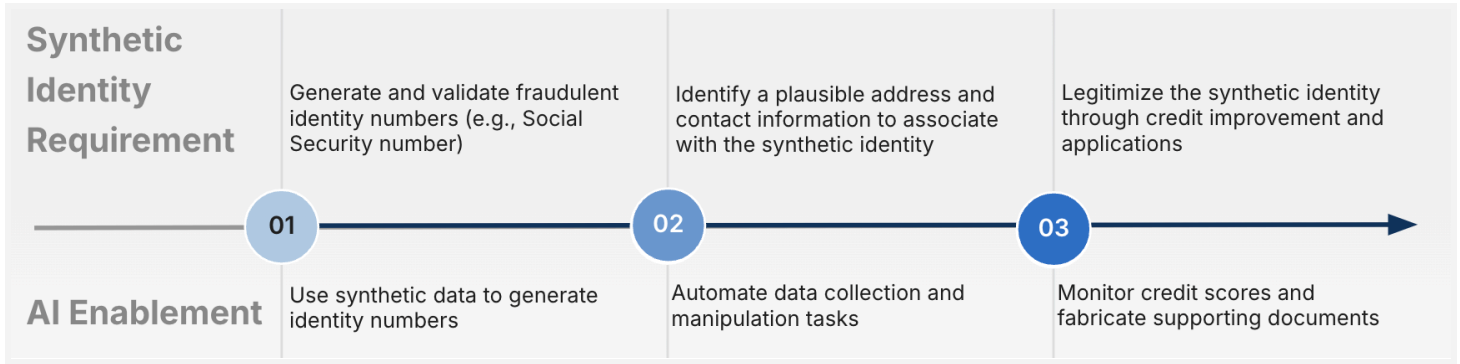 Synthetic
Identity
Requirement
Generate and validate fraudulent
identity numbers (e.g., Social
Security number)
Identify a plausible address and
contact information to associate
with the synthetic identity
Legitimize the synthetic identity
through credit improvement and
applications
01
02
03
AI Enablement
Use synthetic data to generate
identity numbers
Automate data collection and
manipulation tasks
Monitor credit scores and
fabricate supporting documents